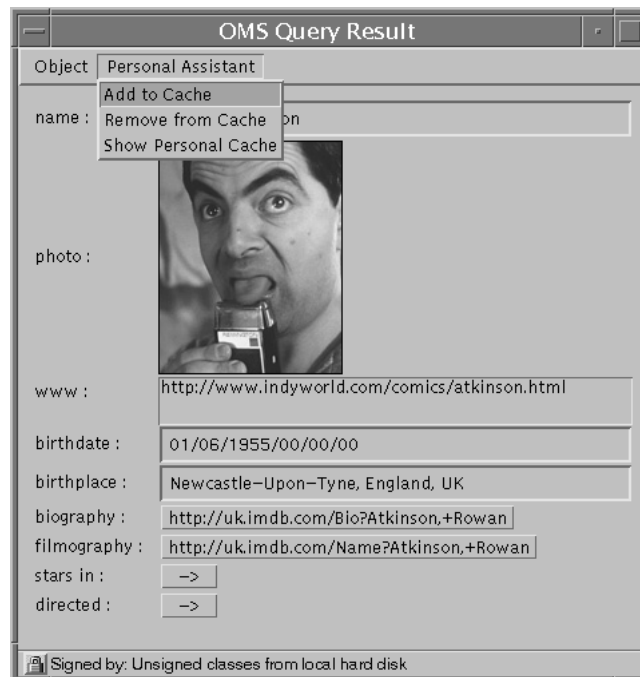 OMS Query Result
Object Personal Assistant
Add to Cache
Remove from Cache
Show Personal Cache
name : on
photo :
www : http://www.indyworld.com/comics/atkinson.html
birthdate : 01/06/1955/00/00/00
birthplace : Newcastle-Upon-Tyne, England, UK
biography : http://uk.imdb.com/Bio?Atkinson,+Rowan
filmography : http://uk.imdb.com/Name?Atkinson,+Rowan
stars in : ->
directed : ->
Signed by: Unsigned classes from local hard disk